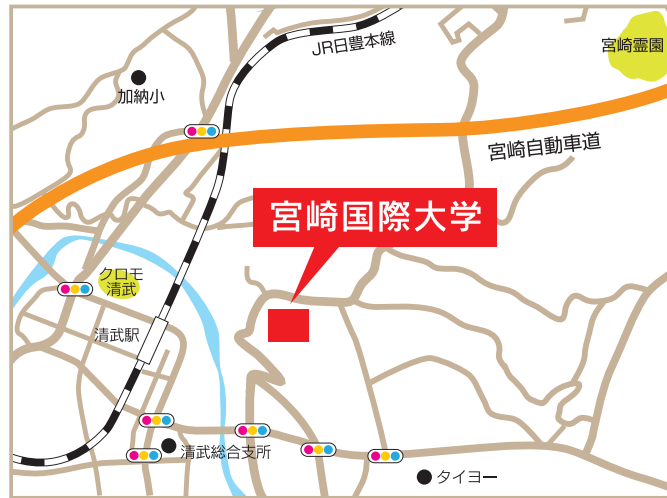 JR日豊本線
宮崎霊園
加納小
宮崎自動車道
宮崎国際大学
クロモ
清武
清武駅
清武総合支所
タイヨー